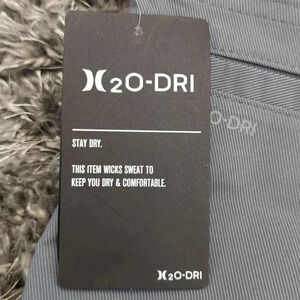 H2O-DRI
STAY DRY.
THIS ITEM WICKS SWEAT TO
KEEP YOU DRY & COMFORTABLE.
H2O-DRI
O-DRI